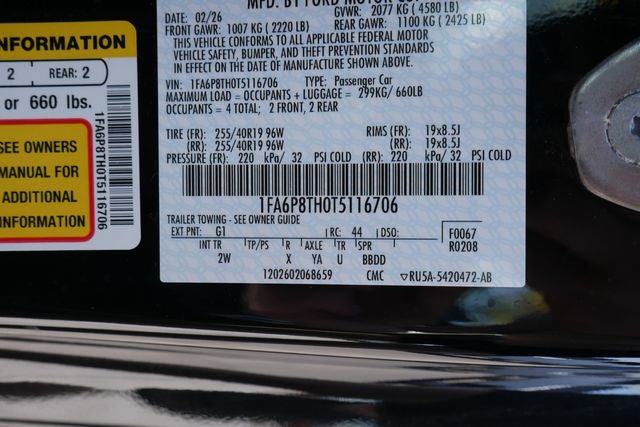 INFORMATION
2 REAR: 2
or 660 lbs.
SEE OWNERS
MANUAL FOR
ADDITIONAL
INFORMATION
1FA6P8TH0T5116706
MFD. BY FORD MOTOR CO
DATE: 02/26 GVWR: 2077 KG (4580 LB)
FRONT GAWR: 1007 KG (2220 LB) REAR GAWR: 1100 KG (2425 LB)
THIS VEHICLE CONFORMS TO ALL APPLICABLE FEDERAL MOTOR
VEHICLE SAFETY, BUMPER, AND THEFT PREVENTION STANDARDS
IN EFFECT ON THE DATE OF MANUFACTURE SHOWN ABOVE.
VIN: 1FA6P8TH0T5116706 TYPE: Passenger Car
MAXIMUM LOAD = OCCUPANTS + LUGGAGE = 299KG/660LB
OCCUPANTS = 4 TOTAL; 2 FRONT, 2 REAR
TIRE (FR): 255/40R19 96W RIMS (FR): 19x8.5J
(RR): 255/40R19 96W (RR): 19x8.5J
PRESSURE (FR): 220 kPa/ 32 PSI COLD (RR): 220 kPa/ 32 PSI COLD
1FA6P8TH0T5116706
TRAILER TOWING - SEE OWNER GUIDE
EXT PNT: G1 RC: 44 DSO: F0067
R0208
INT TR TP/PS R AXLE TR SPR
2W X YA U BBDD
1202602068659 CMC RU5A-5420472-AB